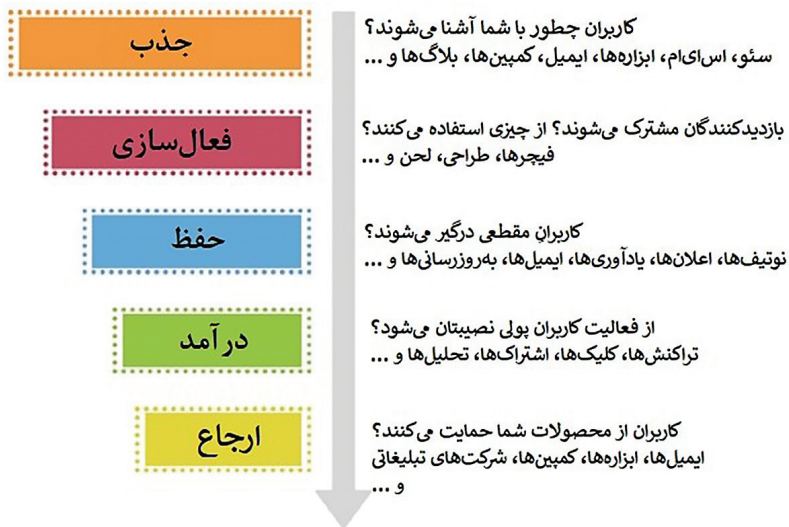 جذب
کاربران چطور با شما آشنا می‌شوند؟
سئو، اس‌ای‌ام، ابزاره‌ها، ایمیل، کمپین‌ها، بلاگ‌ها و ...
فعال‌سازی
بازدیدکنندگان مشترک می‌شوند؟ از چیزی استفاده می‌کنند؟
فیچرها، طراحی، لحن و ...
حفظ
کاربرانِ مقطعی درگیر می‌شوند؟
نوتیف‌ها، اعلان‌ها، یادآوری‌ها، ایمیل‌ها، به‌روزرسانی‌ها و ...
درآمد
از فعالیت کاربران پولی نصیبتان می‌شود؟
تراکنش‌ها، کلیک‌ها، اشتراک‌ها، تحلیل‌ها و ...
ارجاع
کاربران از محصولات شما حمایت می‌کنند؟
ایمیل‌ها، ابزاره‌ها، کمپین‌ها، شرکت‌های تبلیغاتی
و ...